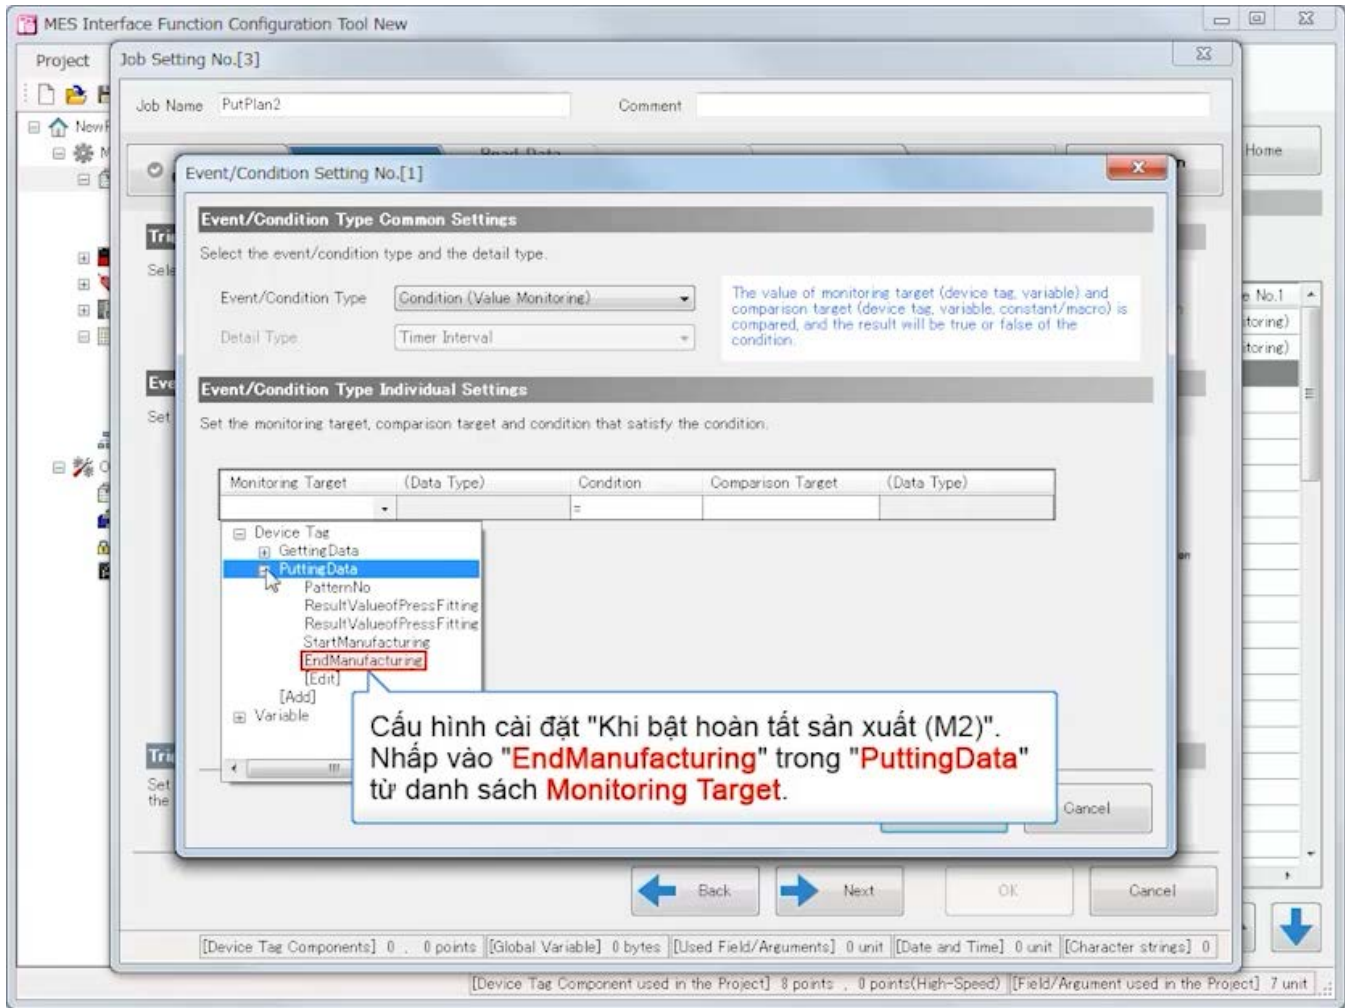 MES Interface Function Configuration Tool New
Project
Job Setting No.[3]
Job Name PutPlan2 Comment
Home
Event/Condition Setting No.[1]
Event/Condition Type Common Settings
Select the event/condition type and the detail type.
Event/Condition Type Condition (Value Monitoring)
Detail Type Timer Interval
The value of monitoring target (device tag, variable) and
comparison target (device tag, variable, constant/macro) is
compared, and the result will be true or false of the
condition.
Event/Condition Type Individual Settings
Set the monitoring target, comparison target and condition that satisfy the condition.
Monitoring Target (Data Type) Condition Comparison Target (Data Type)
=
Device Tag
GettingData
PuttingData
PatternNo
ResultValueofPressFitting
ResultValueofPressFitting
StartManufacturing
EndManufacturing
[Edit]
[Add]
Variable
Cấu hình cài đặt "Khi bật hoàn tất sản xuất (M2)".
Nhấp vào "EndManufacturing" trong "PuttingData"
từ danh sách Monitoring Target.
Cancel
Set
the
Back Next OK Cancel
[Device Tag Components] 0 , 0 points [Global Variable] 0 bytes [Used Field/Arguments] 0 unit [Date and Time] 0 unit [Character strings] 0
[Device Tag Component used in the Project] 8 points , 0 points(High-Speed) [Field/Argument used in the Project] 7 unit